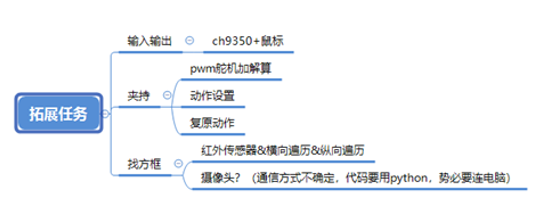 拓展任务
输入输出
ch9350+鼠标
夹持
pwm舵机加解算
动作设置
复原动作
找方框
红外传感器&横向遍历&纵向遍历
摄像头？（通信方式不确定，代码要用python，势必要连电脑）